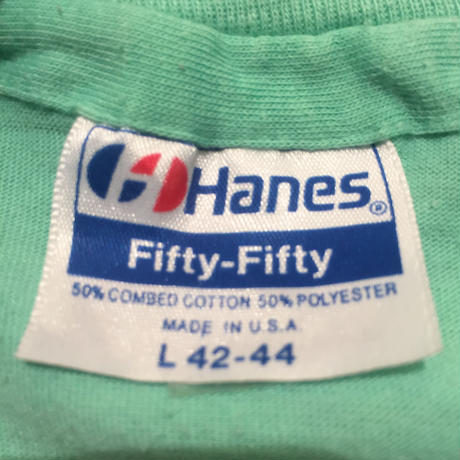 Hanes®
Fifty-Fifty
50% COMBED COTTON 50% POLYESTER
MADE IN U.S.A.
L 42-44